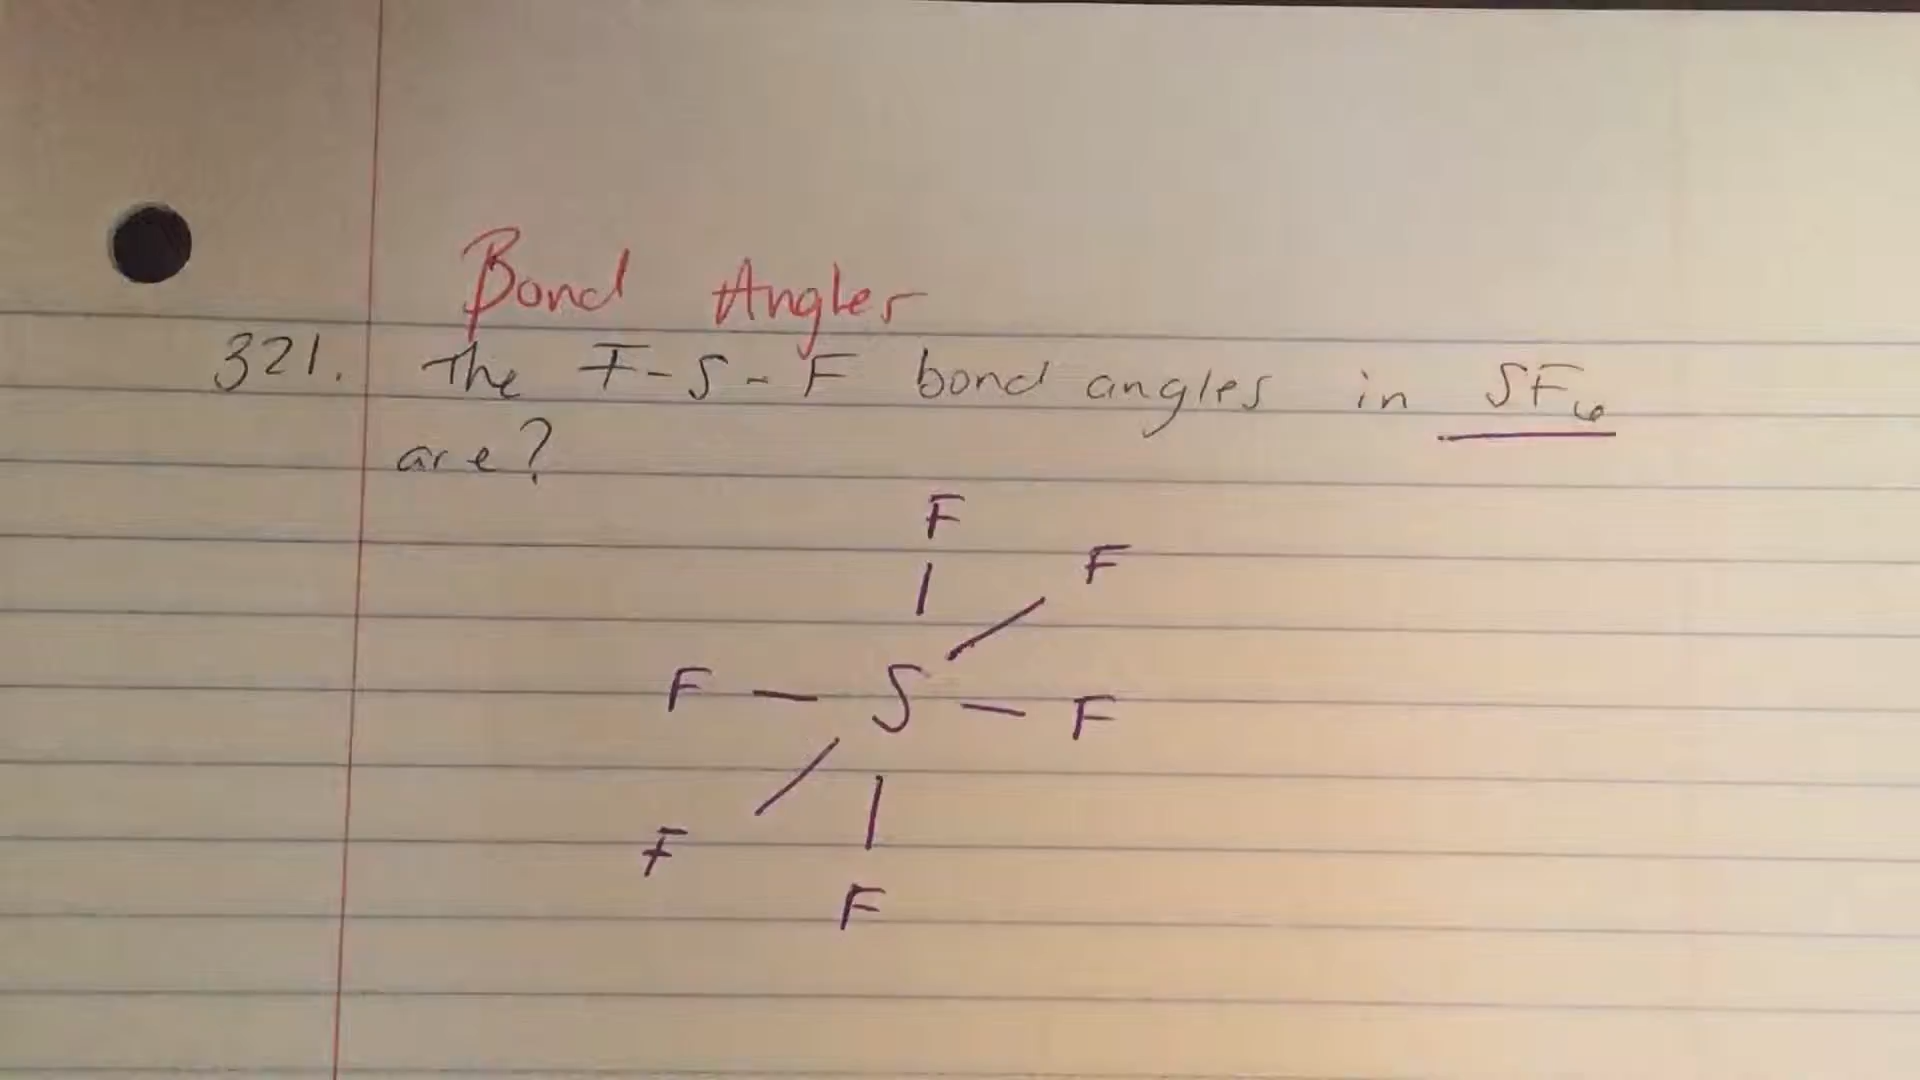 Bond Angles
321. The F-S-F bond angles in SF₆
are?
F
F
F - S - F
F
F